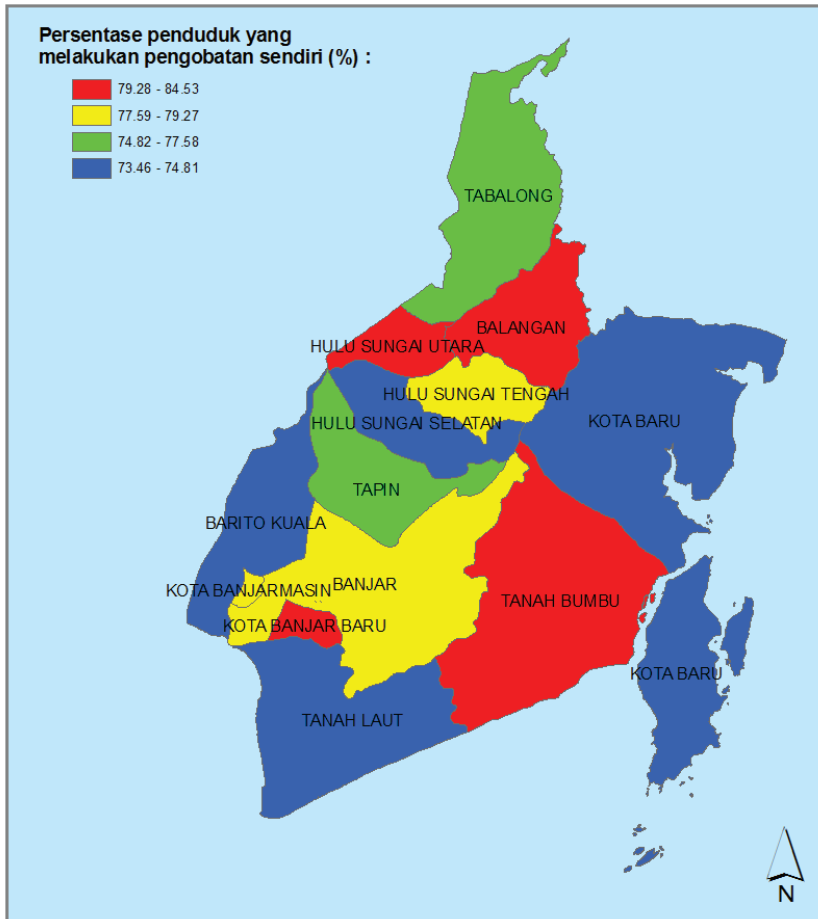 Persentase penduduk yang
melakukan pengobatan sendiri (%) :
79.28 - 84.53
77.59 - 79.27
74.82 - 77.58
73.46 - 74.81
TABALONG
BALANGAN
HULU SUNGAI UTARA
HULU SUNGAI TENGAH
HULU SUNGAI SELATAN
KOTA BARU
TAPIN
BARITO KUALA
KOTA BANJARMASIN
BANJAR
TANAH BUMBU
KOTA BANJAR BARU
KOTA BARU
TANAH LAUT
N